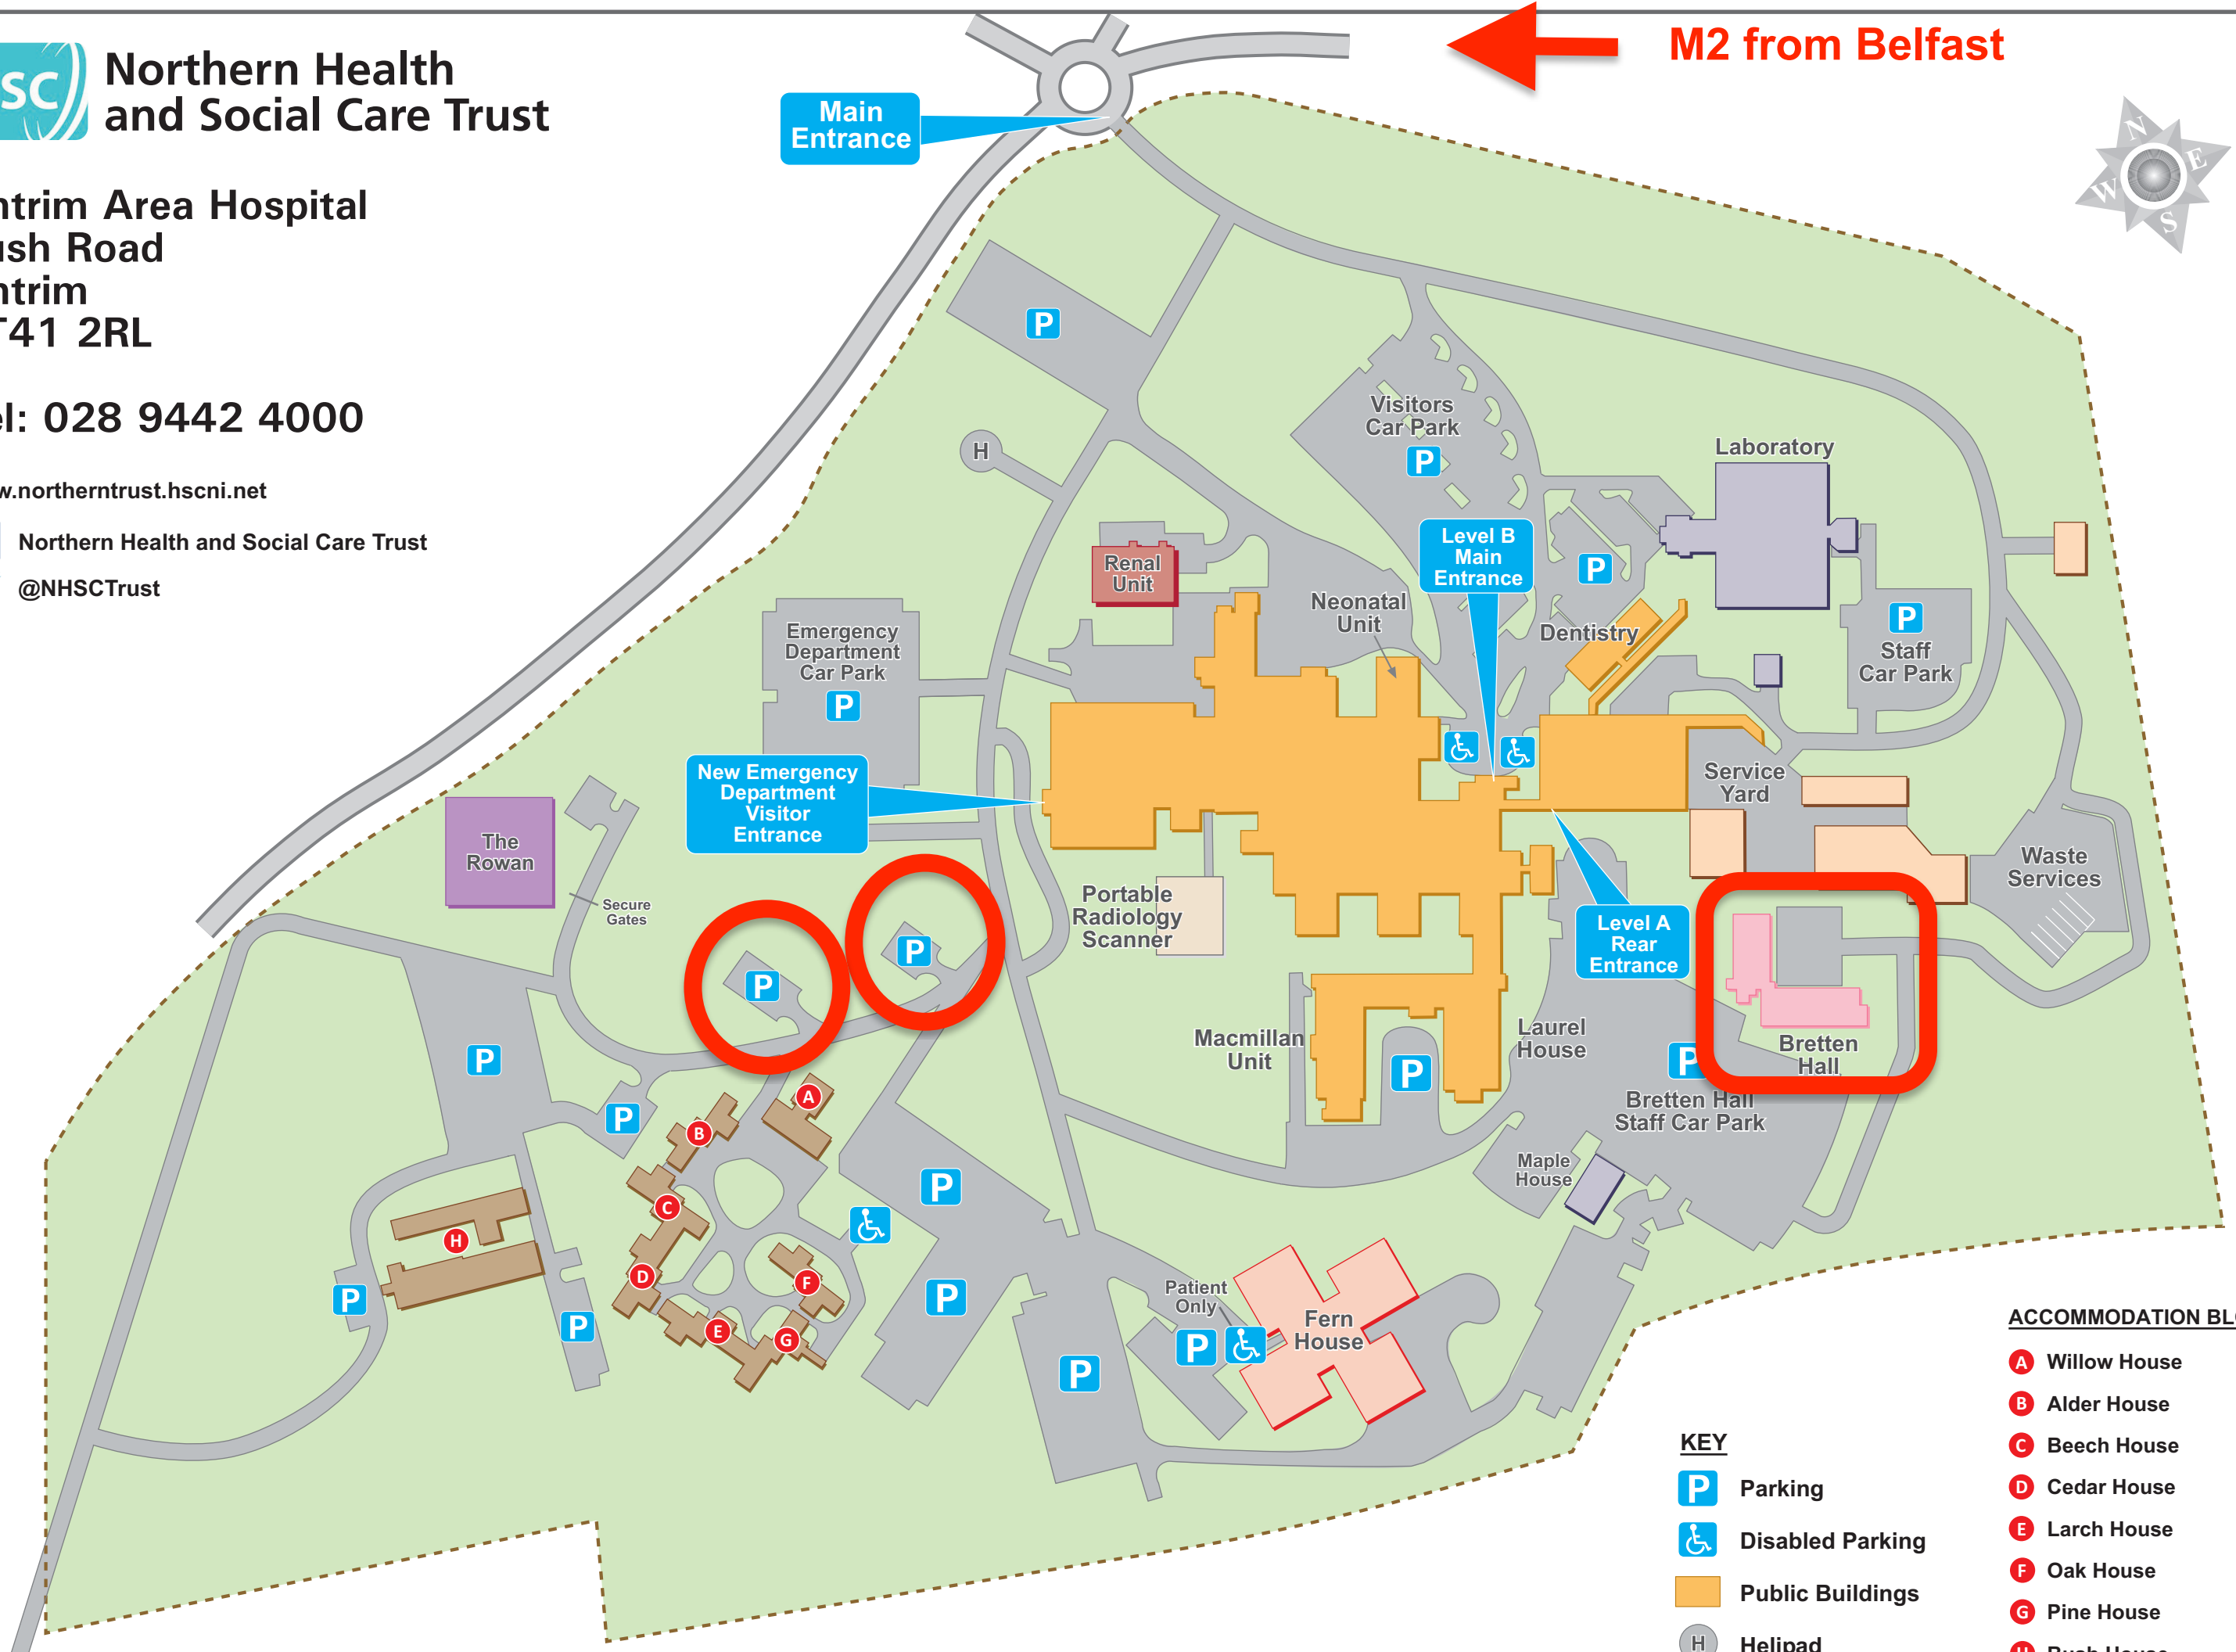 M2 from Belfast
SC
Northern Health
and Social Care Trust
Main
Entrance
N
E
W
S
ntrim Area Hospital
ush Road
ntrim
T41 2RL
el: 028 9442 4000
w.northerntrust.hscni.net
Northern Health and Social Care Trust
@NHSCTrust
P
Visitors
Car Park
P
H
Laboratory
Level B
Main
Entrance
P
Renal
Unit
Neonatal
Unit
Dentistry
P
Staff
Car Park
Emergency
Department
Car Park
P
New Emergency
Department
Visitor
Entrance
Service
Yard
The
Rowan
Secure
Gates
Waste
Services
Portable
Radiology
Scanner
Level A
Rear
Entrance
P
P
Macmillan
Unit
Laurel
House
P
P
Bretten
Hall
Bretten Hall
Staff Car Park
P
P
A
B
C
D
E
F
G
H
P
P
P
P
Maple
House
Patient
Only
P
Fern
House
P
ACCOMMODATION BL
A Willow House
B Alder House
C Beech House
D Cedar House
E Larch House
F Oak House
G Pine House
KEY
P Parking
Disabled Parking
Public Buildings
H Helipad